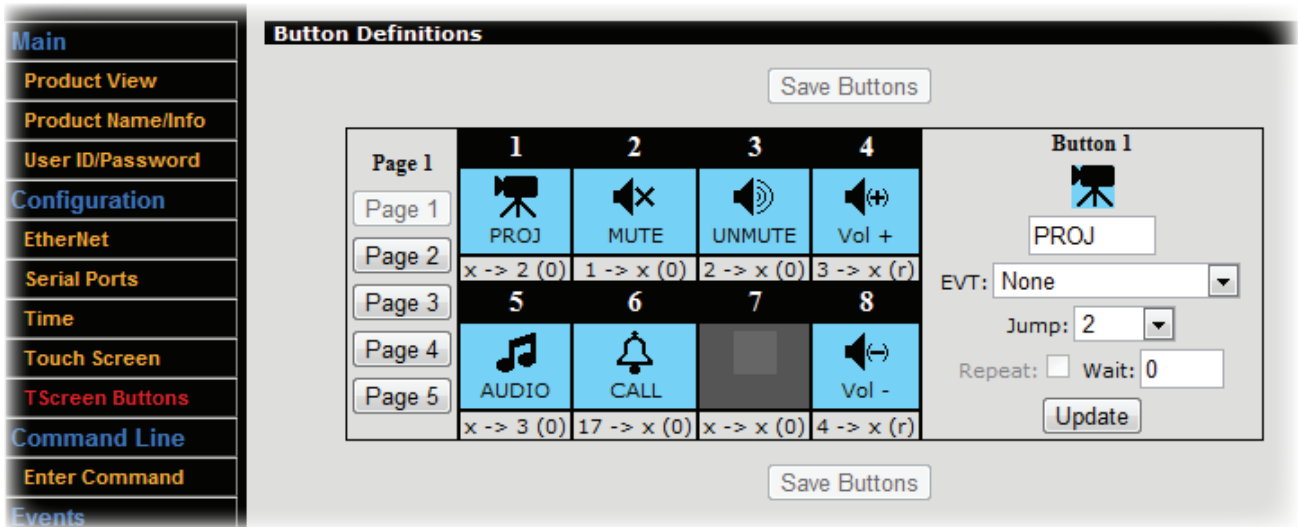 Main
Product View
Product Name/Info
User ID/Password
Configuration
EtherNet
Serial Ports
Time
Touch Screen
TScreen Buttons
Command Line
Enter Command
Events
Button Definitions
Save Buttons
Page 1
Page 1
Page 2
Page 3
Page 4
Page 5
1 2 3 4
PROJ MUTE UNMUTE Vol +
x -> 2 (0) 1 -> x (0) 2 -> x (0) 3 -> x (r)
5 6 7 8
AUDIO CALL Vol -
x -> 3 (0) 17 -> x (0) x -> x (0) 4 -> x (r)
Button 1
PROJ
EVT: None
Jump: 2
Repeat: Wait: 0
Update
Save Buttons